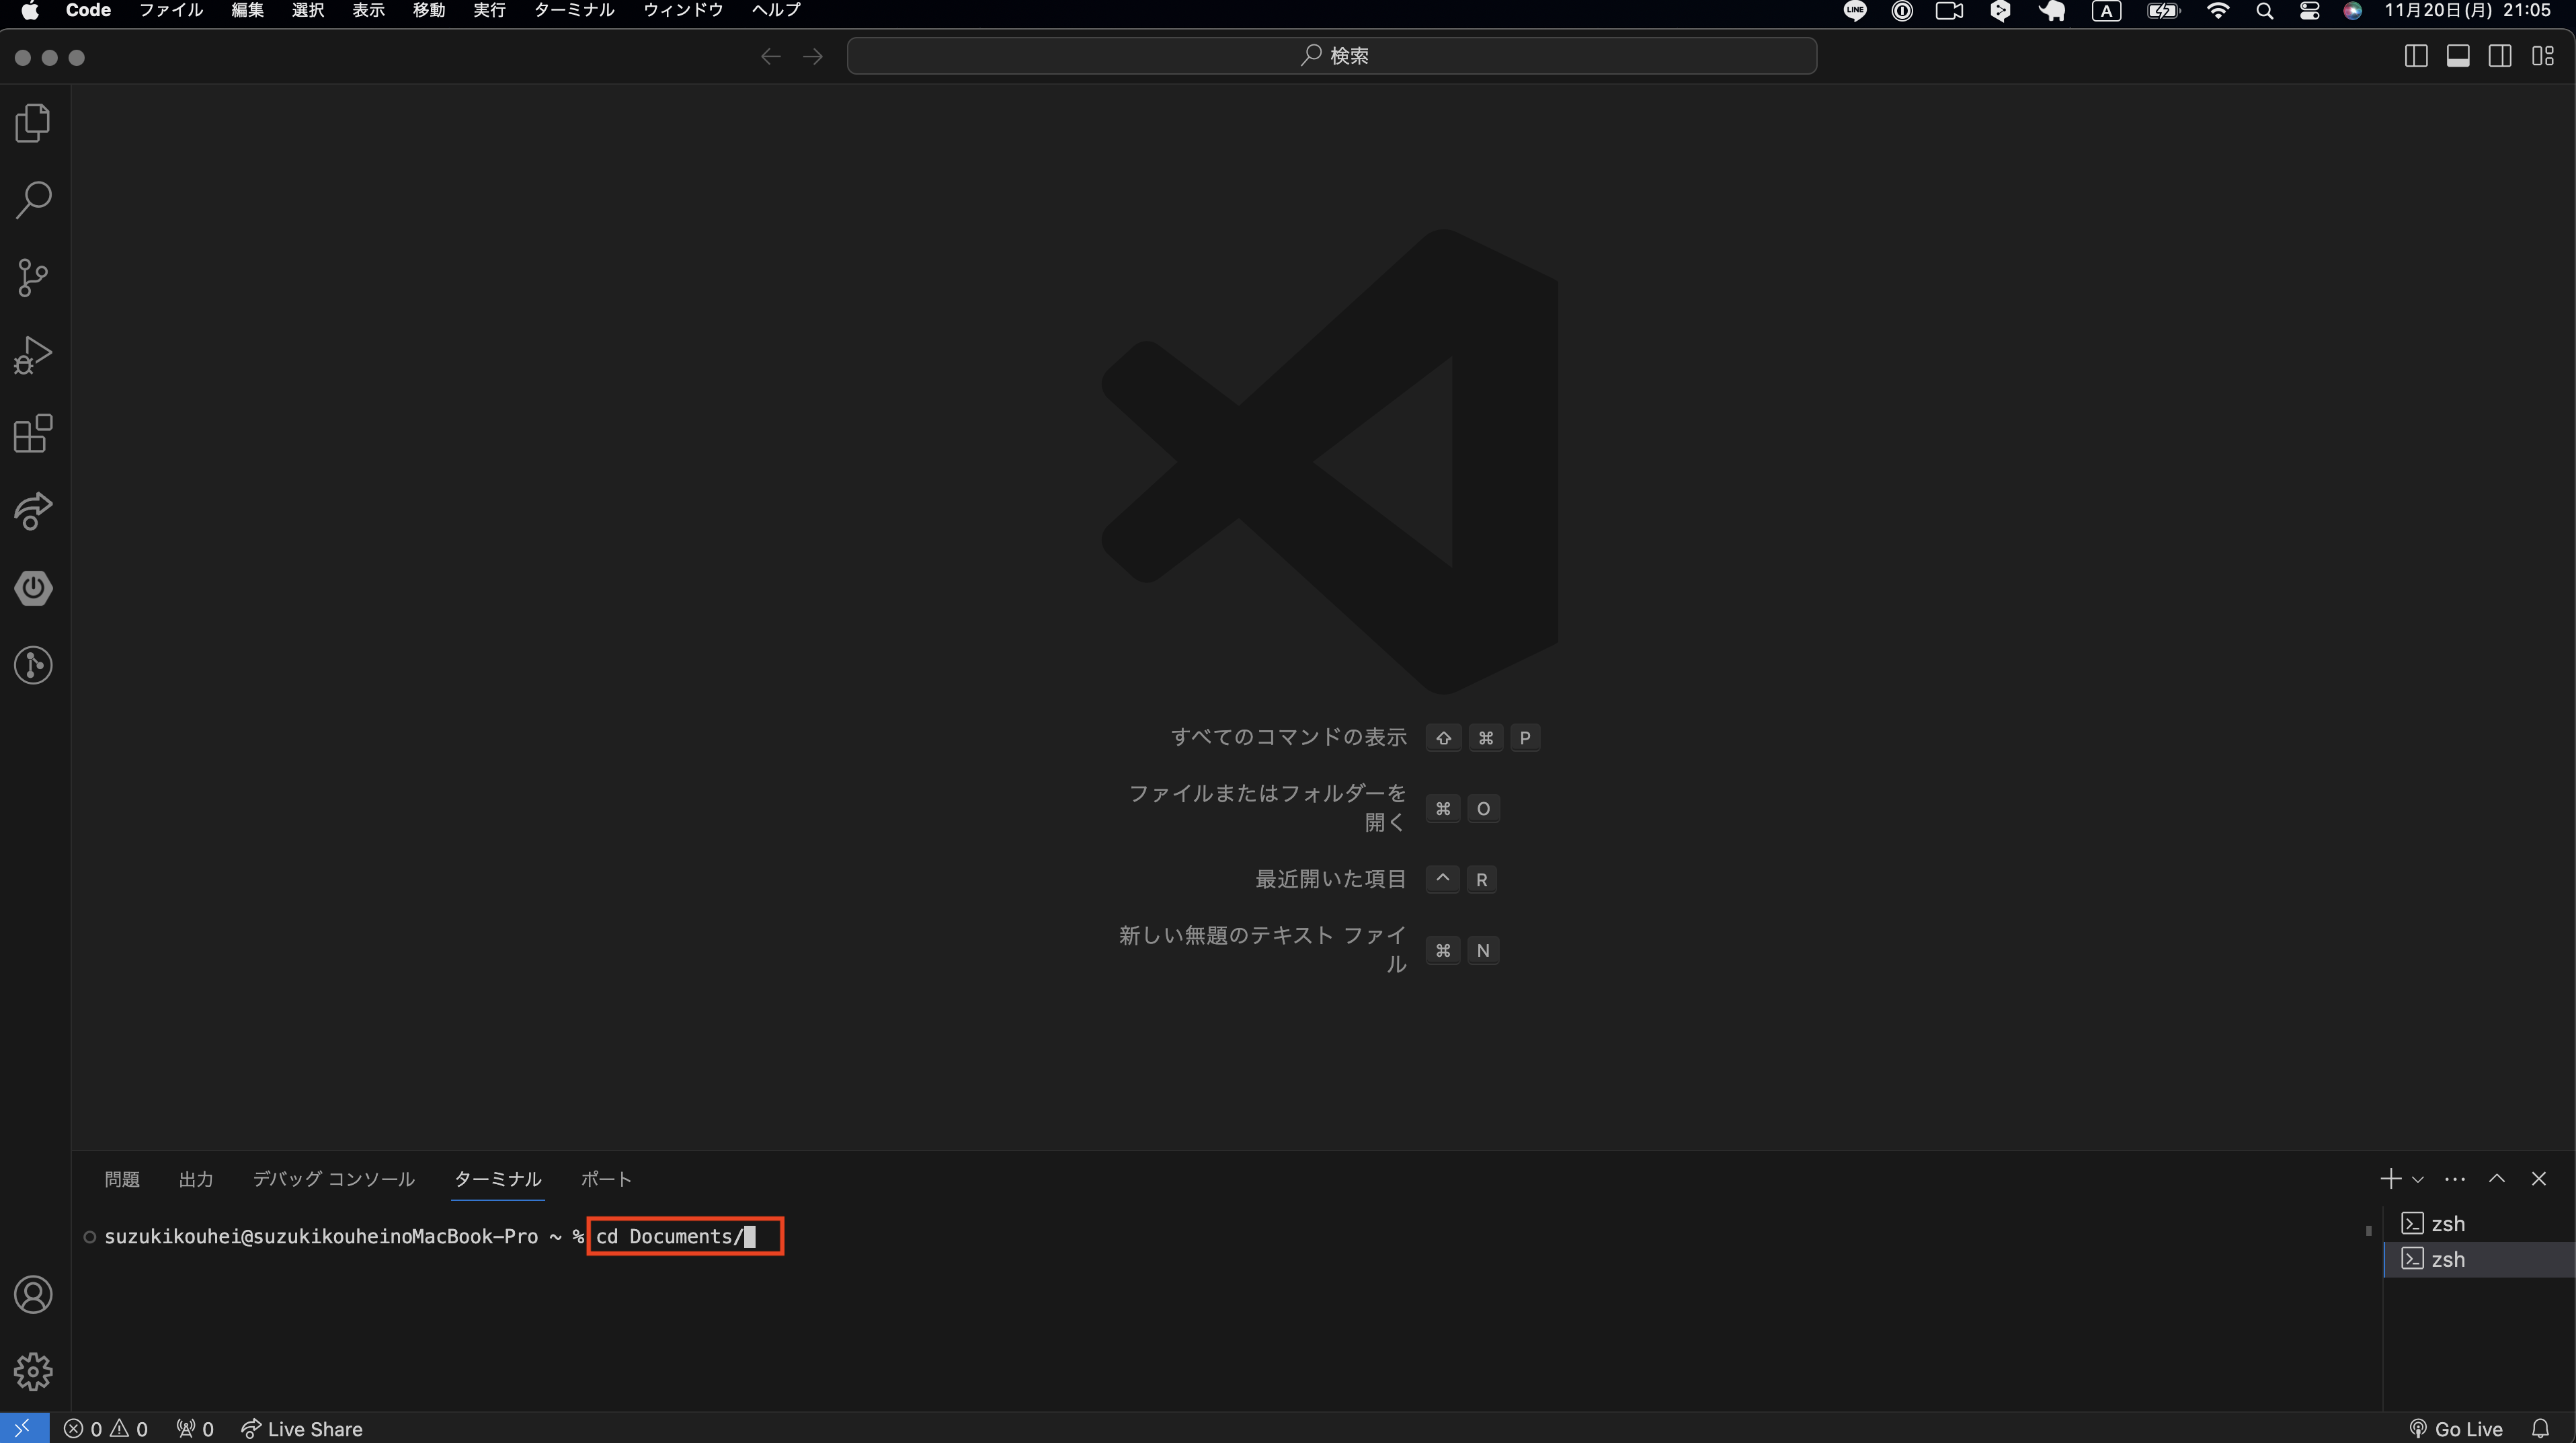 Code ファイル 編集 選択 表示 移動 実行 ターミナル ウィンドウ ヘルプ LINE A 11月20日(月) 21:05
検索
すべてのコマンドの表示 ⇧ ⌘ P
ファイルまたはフォルダーを
開く ⌘ O
最近開いた項目 ^ R
新しい無題のテキスト ファイ
ル ⌘ N
問題 出力 デバッグ コンソール ターミナル ポート
suzukikouhei@suzukikouheinoMacBook-Pro ~ % cd Documents/
zsh
zsh
0 0 0 Live Share Go Live